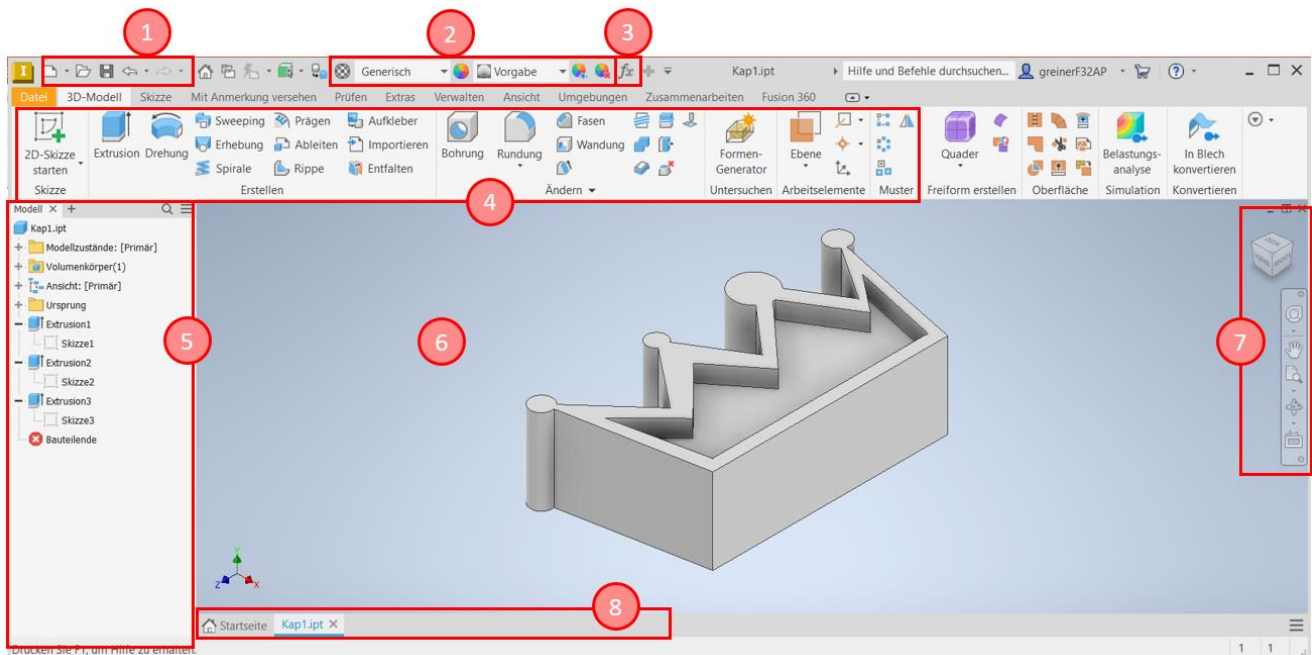 1
2
3
Generisch
Vorgabe
fx
Kap1.ipt
Hilfe und Befehle durchsuchen...
greinerF32AP
Datei 3D-Modell Skizze Mit Anmerkung versehen Prüfen Extras Verwalten Ansicht Umgebungen Zusammenarbeiten Fusion 360
Sweeping Prägen Aufkleber Fasen
Erhebung Ableiten Importieren Wandung
2D-Skizze starten Extrusion Drehung Bohrung Rundung Formen-Generator Ebene Quader Belastungs-analyse In Blech konvertieren
Spirale Rippe Entfalten
Skizze Erstellen Ändern Untersuchen Arbeitselemente Muster Freiform erstellen Oberfläche Simulation Konvertieren
4
Modell
Kap1.ipt
Modellzustände: [Primär]
Volumenkörper(1)
Ansicht: [Primär]
Ursprung
Extrusion1
Skizze1
Extrusion2
Skizze2
Extrusion3
Skizze3
Bauteilende
5
6
7
Y
Z X
8
Startseite Kap1.ipt
Drücken Sie F1, um Hilfe zu erhalten.
1 1